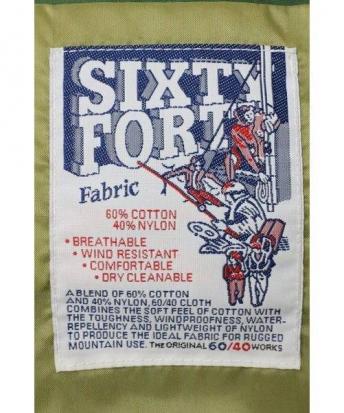 SIXTY
FORTY
Fabric
60% COTTON
40% NYLON
• BREATHABLE
• WIND RESISTANT
• COMFORTABLE
• DRY CLEANABLE
A BLEND OF 60% COTTON
AND 40% NYLON, 60/40 CLOTH
COMBINES THE SOFT FEEL OF COTTON WITH
THE TOUGHNESS, WINDPROOFNESS, WATER-
REPELLENCY AND LIGHTWEIGHT OF NYLON
TO PRODUCE THE IDEAL FABRIC FOR RUGGED
MOUNTAIN USE. THE ORIGINAL 60/40 WORKS